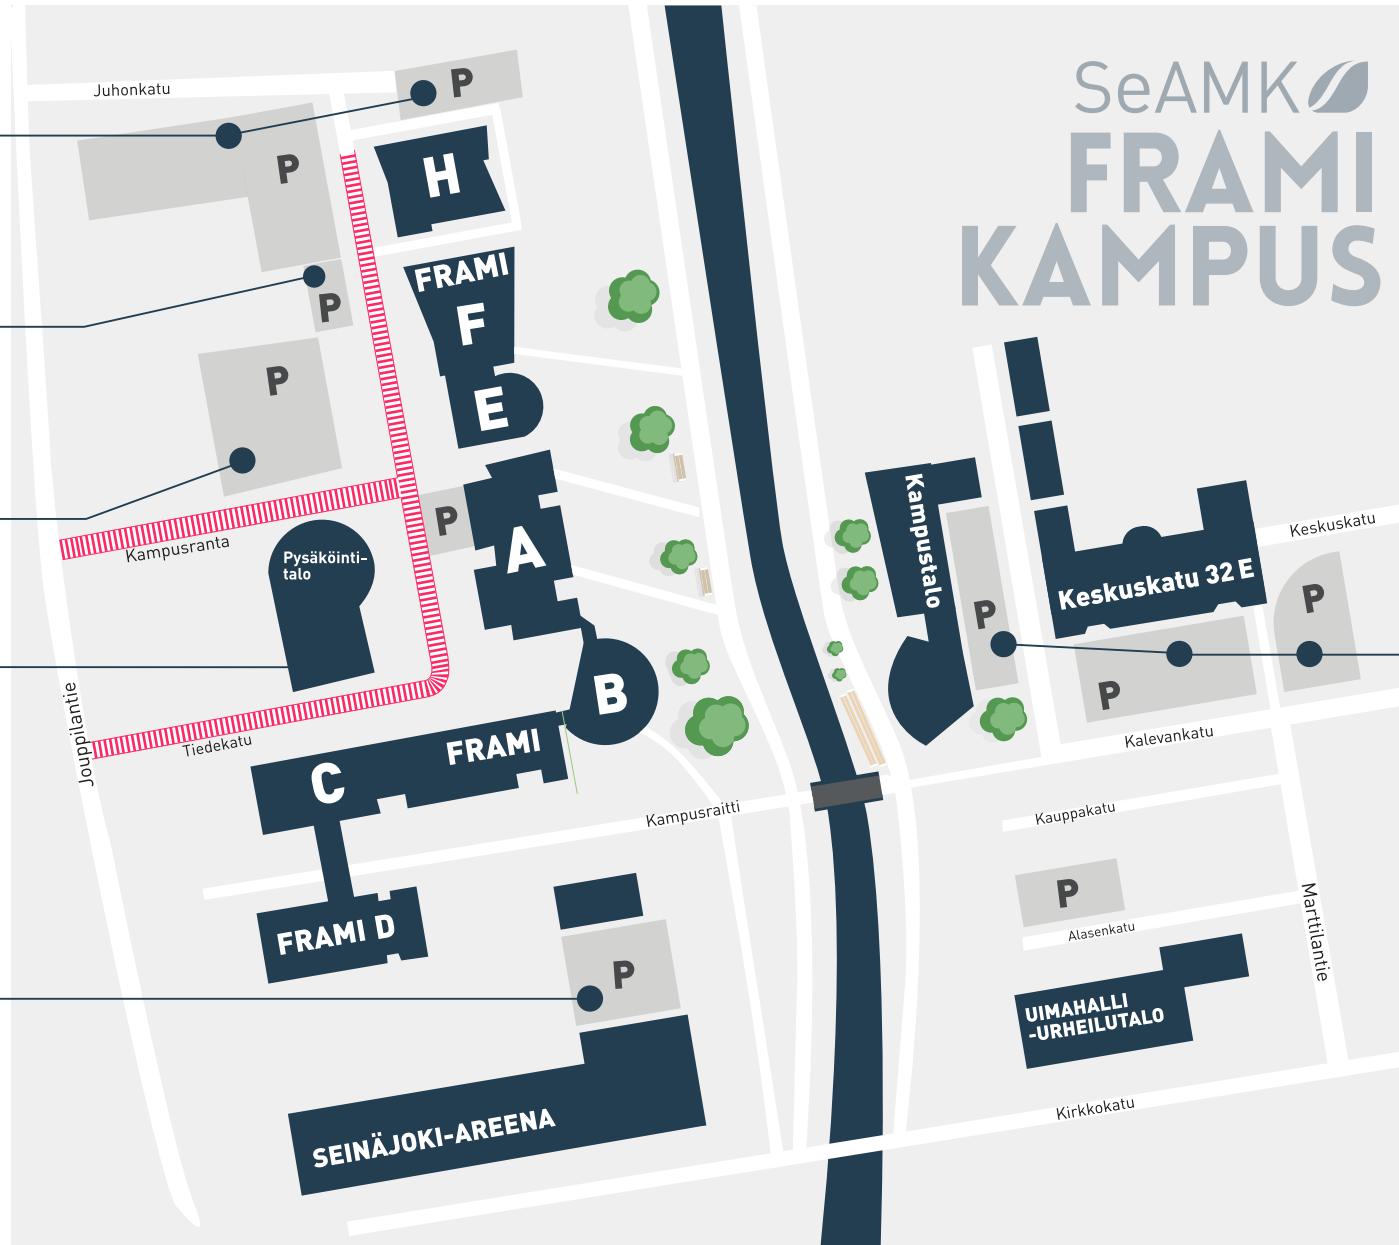 SeAMK
FRAMI
KAMPUS
Juhonkatu
P
P
H
FRAMI
F
P
P
E
P
A
Kampusranta
Pysäköinti-
talo
Kampustalo
Keskuskatu
Keskuskatu 32 E
P
P
P
Jouppilantie
Tiedekatu
B
FRAMI
C
Kalevankatu
Kampusraitti
Kauppakatu
P
Marttilantie
Alasenkatu
FRAMI D
P
UIMAHALLI
-URHEILUTALO
SEINÄJOKI-AREENA
Kirkkokatu